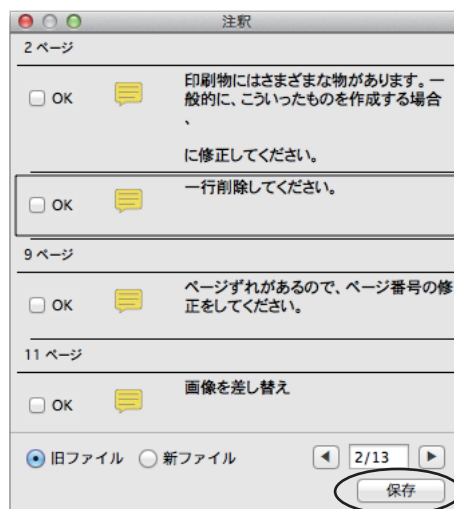 注釈
2 ページ
OK
印刷物にはさまざまな物があります。一
般的に、こういったものを作成する場合
、
に修正してください。
OK
一行削除してください。
9 ページ
OK
ページずれがあるので、ページ番号の修
正をしてください。
11 ページ
OK
画像を差し替え
旧ファイル 新ファイル 2/13
保存